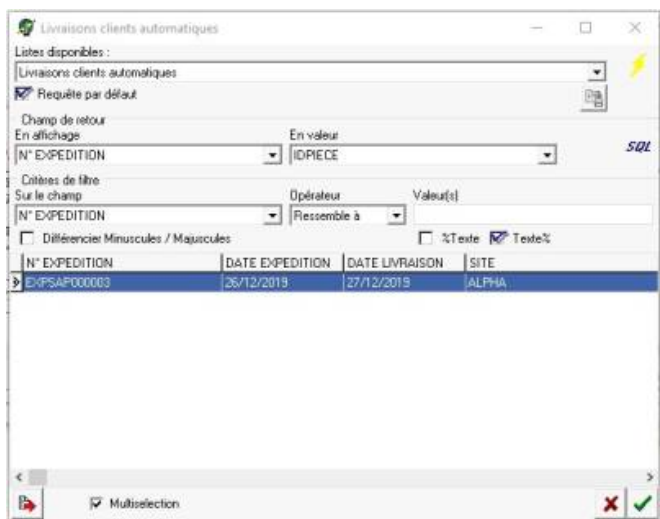 Livraisons clients automatiques
Listes disponibles :
Livraisons clients automatiques
Requête par défaut
Champ de retour
En affichage En valeur
N° EXPEDITION IDPIECE SQL
Critères de filtre
Sur le champ Opérateur Valeur(s)
N° EXPEDITION Ressemble à
Différencier Minuscules / Majuscules %Texte Texte%
N° EXPEDITION DATE EXPEDITION DATE LIVRAISON SITE
EXPSAP000003 26/12/2019 27/12/2019 ALPHA
Multiselection